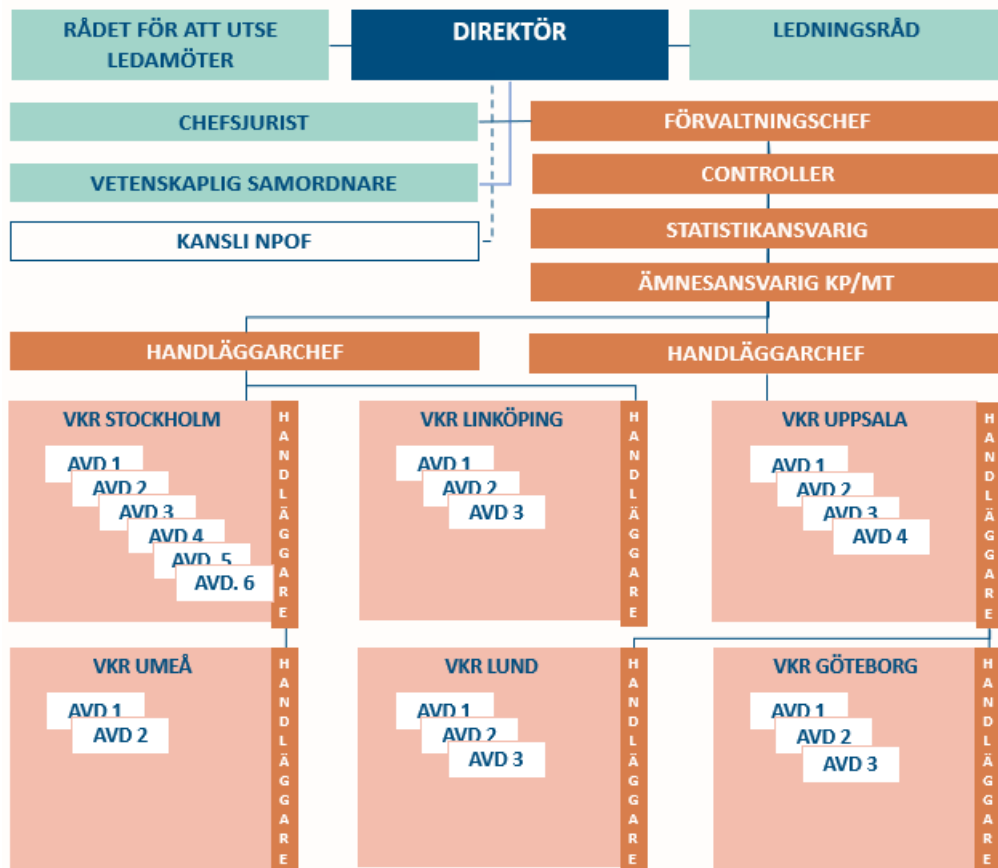 RÅDET FÖR ATT UTSE
LEDAMÖTER
DIREKTÖR
LEDNINGSRÅD
CHEFSJURIST
FÖRVALTNINGSCHEF
VETENSKAPLIG SAMORDNARE
CONTROLLER
KANSLI NPOF
STATISTIKANSVARIG
ÄMNESANSVARIG KP/MT
HANDLÄGGARCHEF
HANDLÄGGARCHEF
VKR STOCKHOLM
AVD 1
AVD 2
AVD 3
AVD 4
AVD. 5
AVD. 6
HANDLÄGGARE
VKR LINKÖPING
AVD 1
AVD 2
AVD 3
HANDLÄGGARE
VKR UPPSALA
AVD 1
AVD 2
AVD 3
AVD 4
HANDLÄGGARE
VKR UMEÅ
AVD 1
AVD 2
HANDLÄGGARE
VKR LUND
AVD 1
AVD 2
AVD 3
HANDLÄGGARE
VKR GÖTEBORG
AVD 1
AVD 2
AVD 3
HANDLÄGGARE